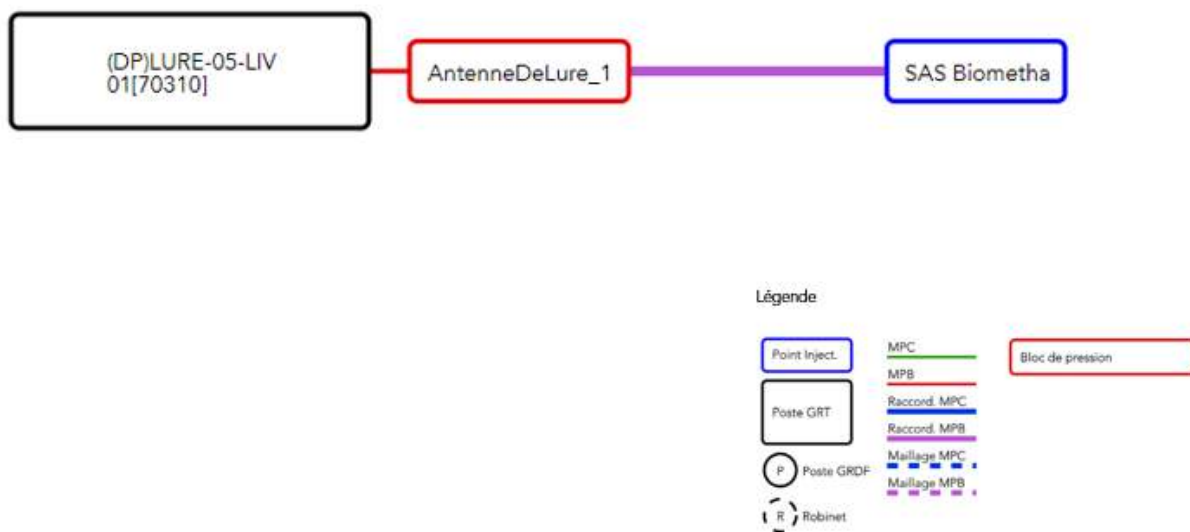 (DP)LURE-05-LIV
01[70310]
AntenneDeLure_1
SAS Biometha
Légende
Point Inject.
Poste GRT
P
Poste GRDF
R
Robinet
MPC
MPB
Raccord. MPC
Raccord. MPB
Maillage MPC
Maillage MPB
Bloc de pression